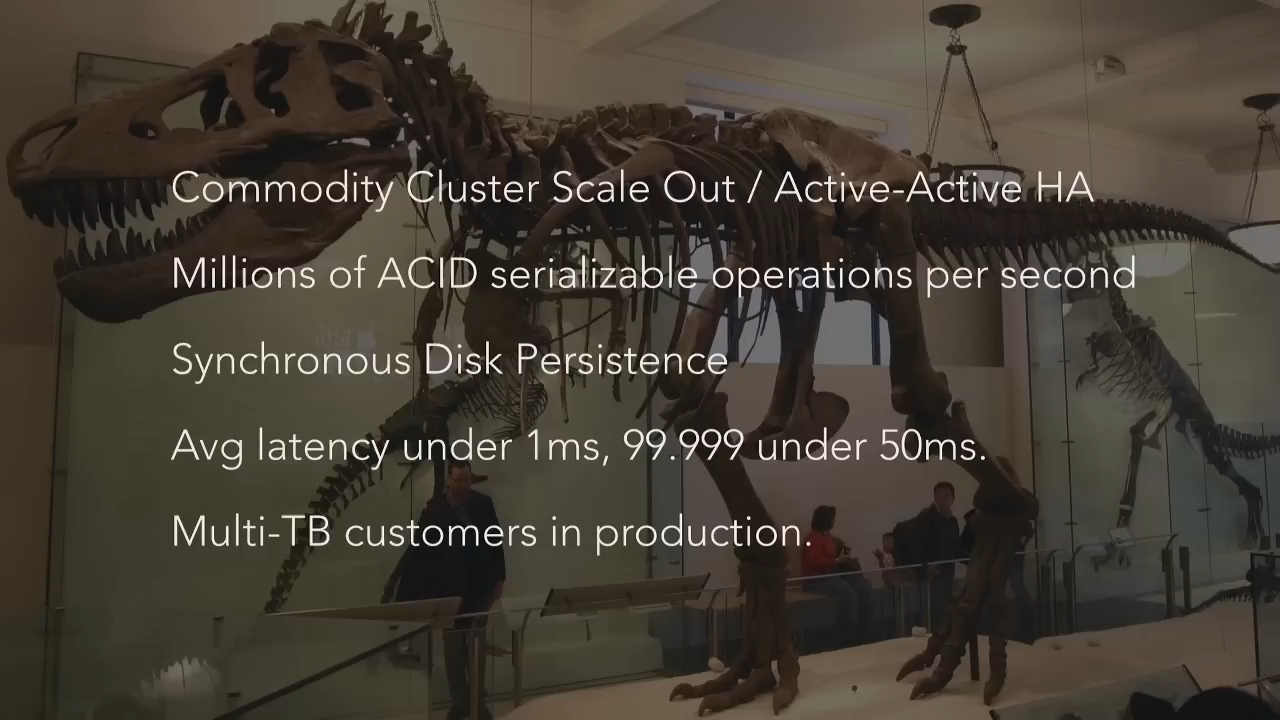 Commodity Cluster Scale Out / Active-Active HA
Millions of ACID serializable operations per second
Synchronous Disk Persistence
Avg latency under 1ms, 99.999 under 50ms.
Multi-TB customers in production.